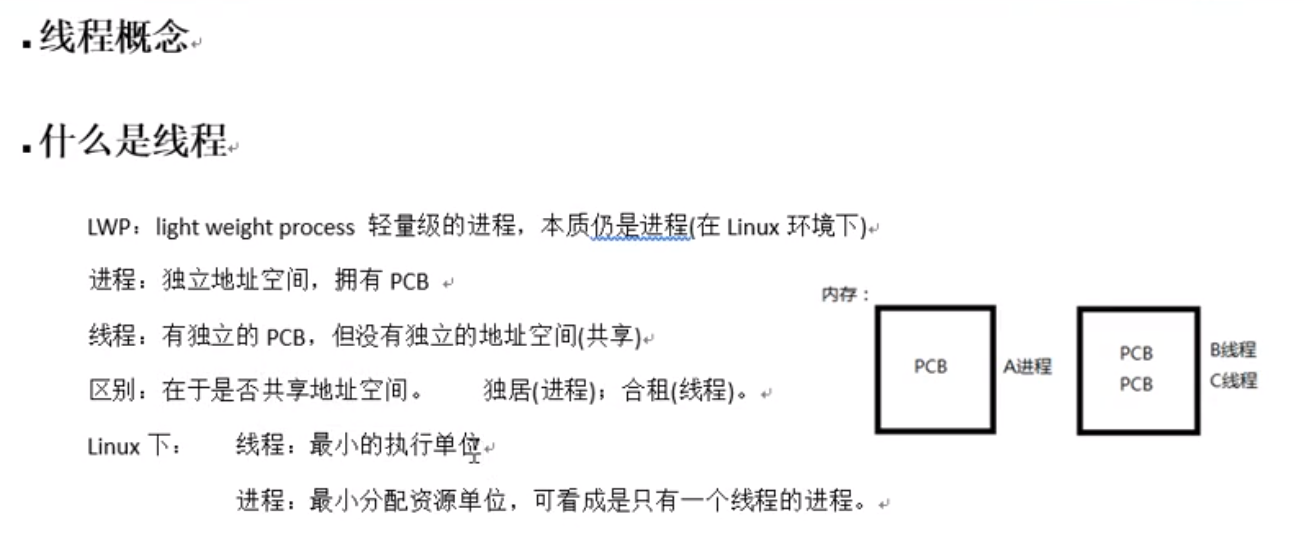 线程概念
什么是线程
LWP：light weight process 轻量级的进程，本质仍是进程(在 Linux 环境下)
进程：独立地址空间，拥有 PCB
线程：有独立的 PCB，但没有独立的地址空间(共享)
区别：在于是否共享地址空间。 独居(进程)；合租(线程)。
Linux 下： 线程：最小的执行单位
进程：最小分配资源单位，可看成是只有一个线程的进程。
内存：
PCB
A进程
PCB
PCB
B线程
C线程